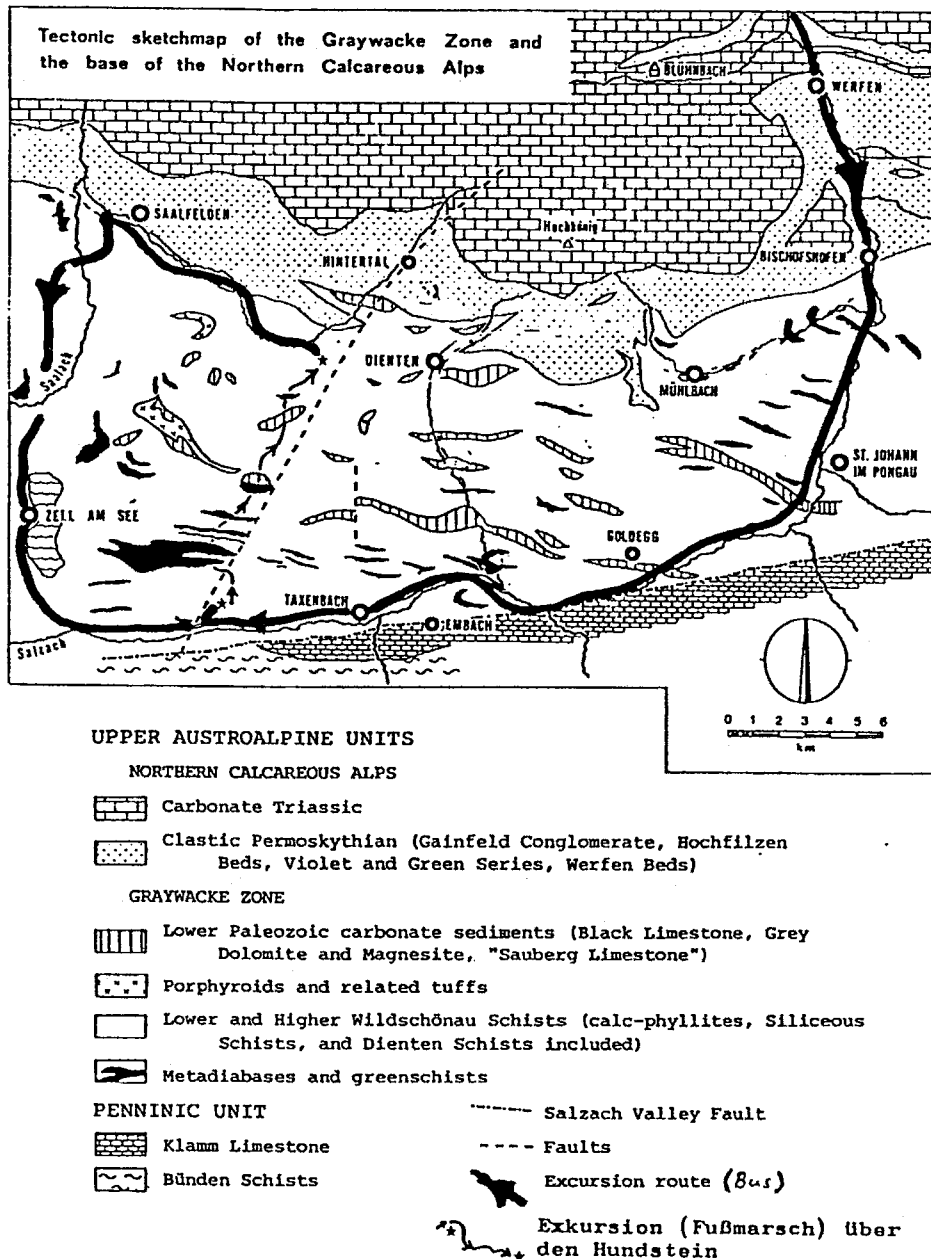 Tectonic sketchmap of the Graywacke Zone and
the base of the Northern Calcareous Alps
BLÜHNBACH
WERFEN
SAALFELDEN
Hochkönig
HINTERTAL
BISCHOFSHOFEN
Saalach
DIENTEN
MÜHLBACH
ST. JOHANN
IM PONGAU
ZELL AM SEE
GOLDEGG
TAXENBACH
EMBACH
Salzach
0 1 2 3 4 5 6
km
UPPER AUSTROALPINE UNITS
NORTHERN CALCAREOUS ALPS
Carbonate Triassic
Clastic Permoskythian (Gainfeld Conglomerate, Hochfilzen
Beds, Violet and Green Series, Werfen Beds)
GRAYWACKE ZONE
Lower Paleozoic carbonate sediments (Black Limestone, Grey
Dolomite and Magnesite, "Sauberg Limestone")
Porphyroids and related tuffs
Lower and Higher Wildschönau Schists (calc-phyllites, Siliceous
Schists, and Dienten Schists included)
Metadiabases and greenschists
PENNINIC UNIT
Klamm Limestone
Bünden Schists
Salzach Valley Fault
Faults
Excursion route (Bus)
Exkursion (Fußmarsch) über
den Hundstein